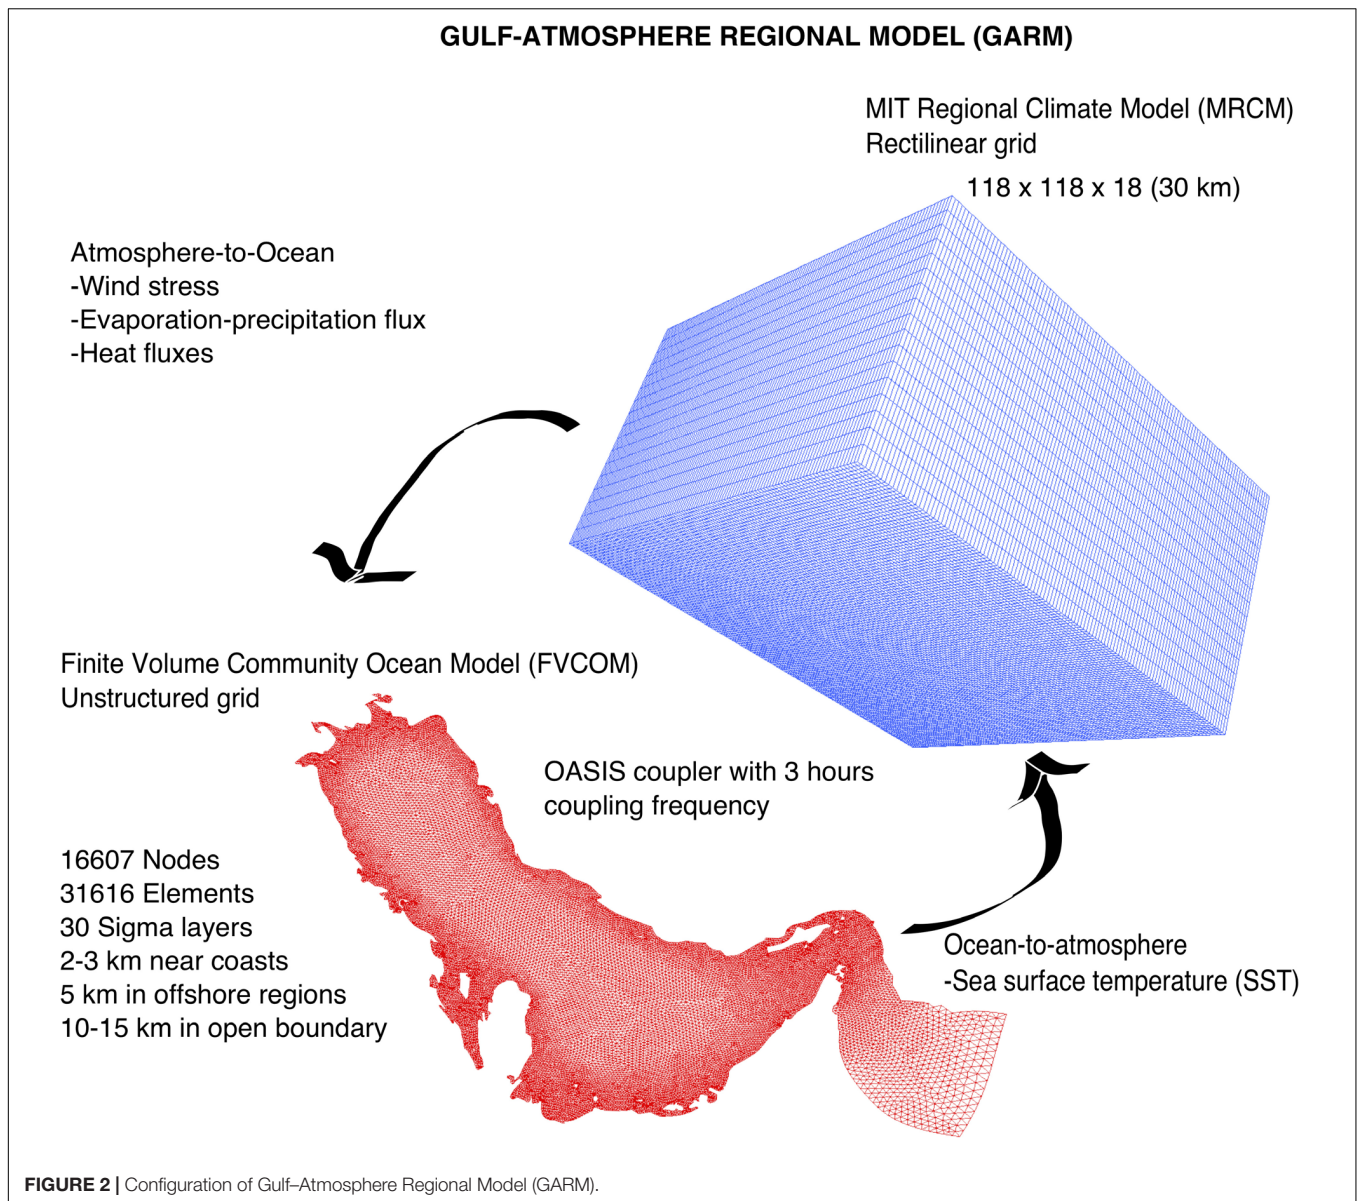 GULF-ATMOSPHERE REGIONAL MODEL (GARM)
MIT Regional Climate Model (MRCM)
Rectilinear grid
118 x 118 x 18 (30 km)
Atmosphere-to-Ocean
-Wind stress
-Evaporation-precipitation flux
-Heat fluxes
Finite Volume Community Ocean Model (FVCOM)
Unstructured grid
OASIS coupler with 3 hours
coupling frequency
16607 Nodes
31616 Elements
30 Sigma layers
2-3 km near coasts
5 km in offshore regions
10-15 km in open boundary
Ocean-to-atmosphere
-Sea surface temperature (SST)
FIGURE 2 | Configuration of Gulf–Atmosphere Regional Model (GARM).